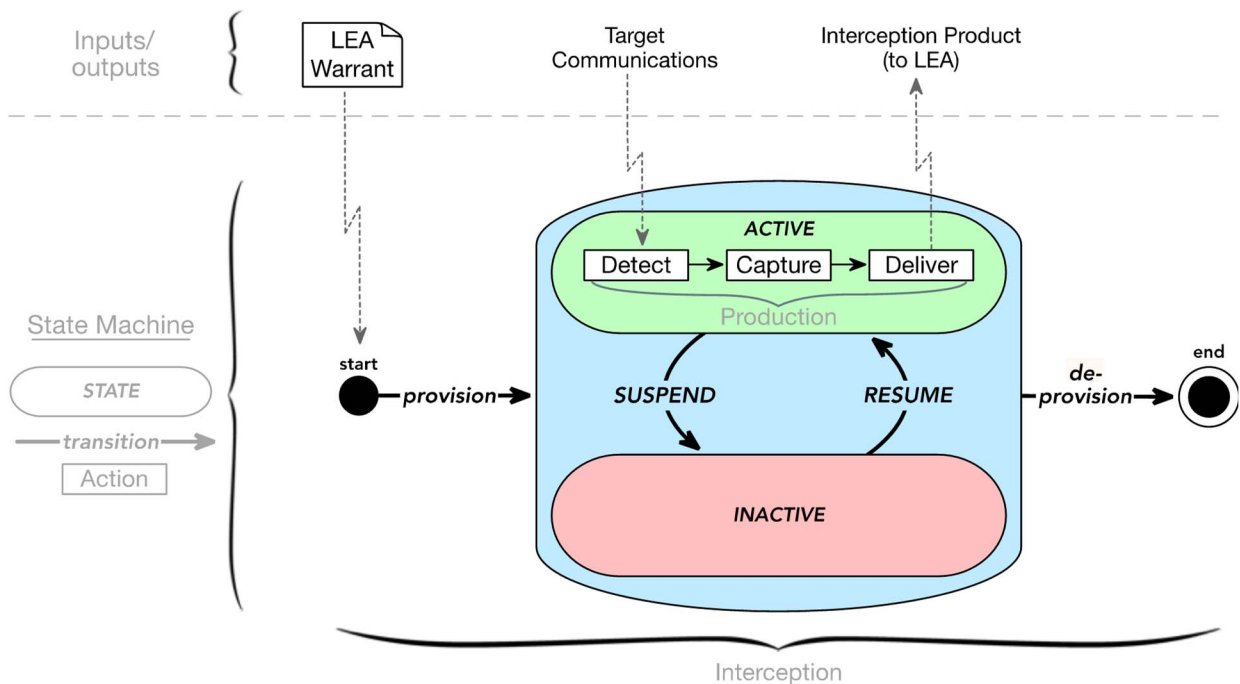 Inputs/
outputs
LEA
Warrant
Target
Communications
Interception Product
(to LEA)
State Machine
STATE
transition
Action
start
provision
ACTIVE
Detect
Capture
Deliver
Production
SUSPEND
RESUME
INACTIVE
de-
provision
end
Interception